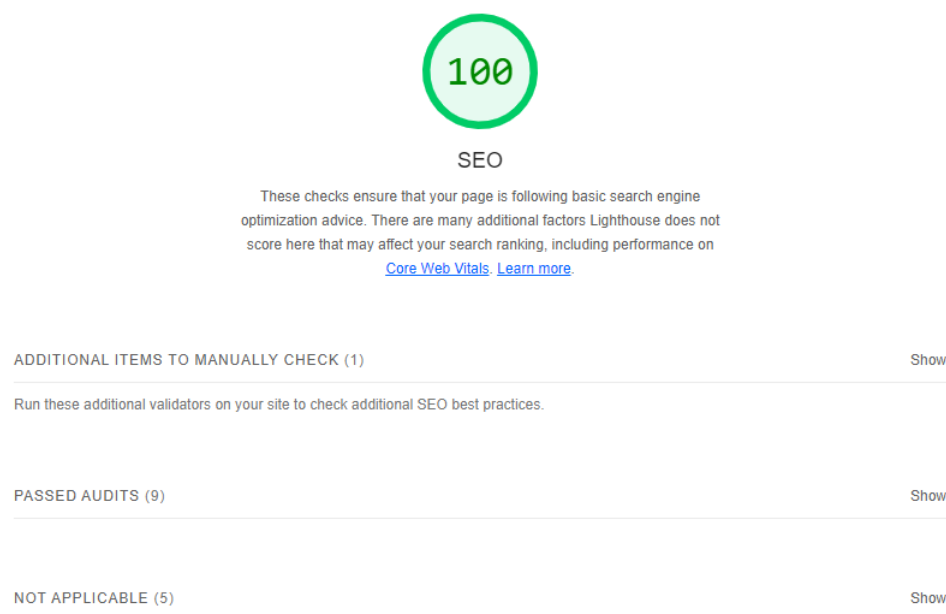 100
SEO
These checks ensure that your page is following basic search engine
optimization advice. There are many additional factors Lighthouse does not
score here that may affect your search ranking, including performance on
Core Web Vitals. Learn more.
ADDITIONAL ITEMS TO MANUALLY CHECK (1) Show
Run these additional validators on your site to check additional SEO best practices.
PASSED AUDITS (9) Show
NOT APPLICABLE (5) Show